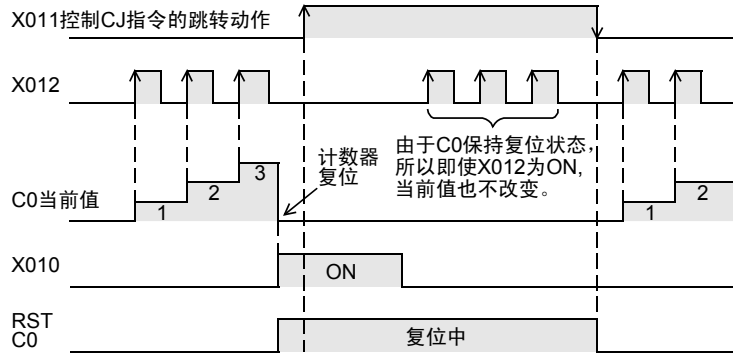 X011控制CJ指令的跳转动作
X012
由于C0保持复位状态，
所以即使X012为ON,
当前值也不改变。
计数器
复位
C0当前值
1
2
3
1
2
X010
ON
RST
C0
复位中